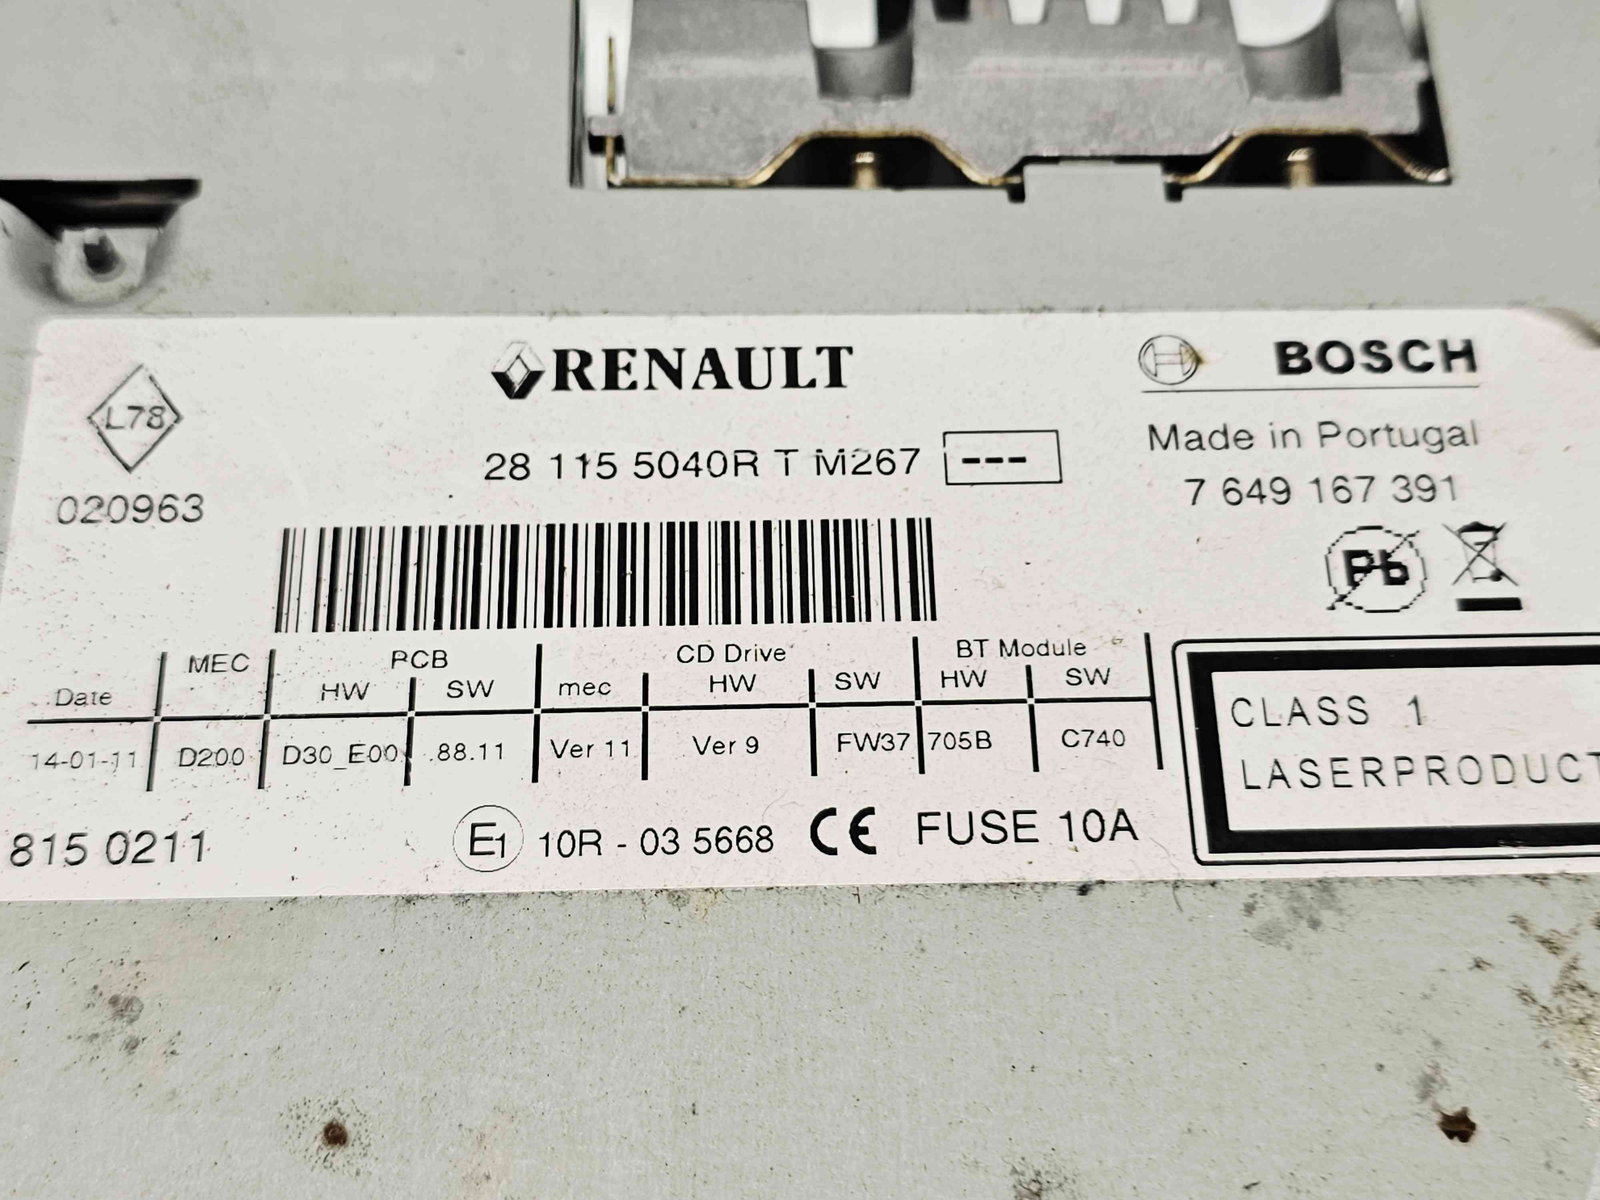 RENAULT
BOSCH
L78
Made in Portugal
28 115 5040R T M267 ---
020963
7 649 167 391
Pb
MEC PCB CD Drive BT Module
Date HW SW mec HW SW HW SW
14-01-11 D200 D30_E00 88.11 Ver 11 Ver 9 FW37 705B C740
CLASS 1
LASERPRODUCT
815 0211
E1 10R - 03 5668 CE FUSE 10A